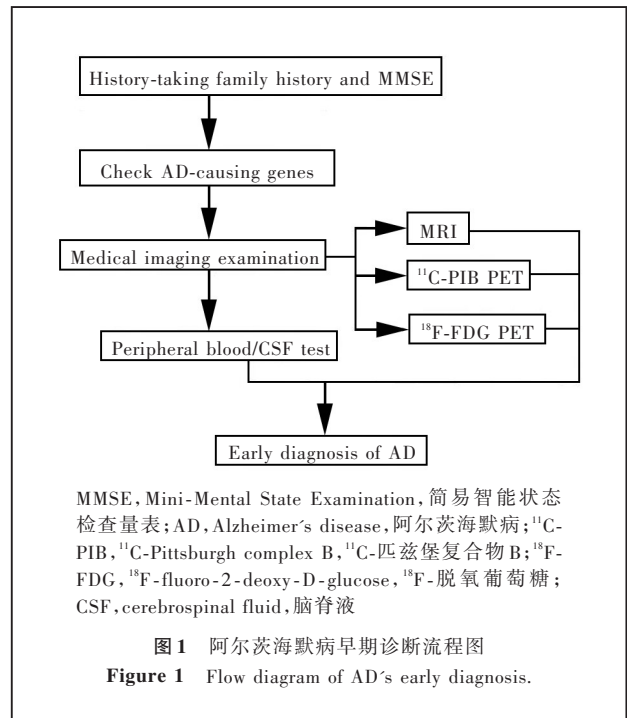 History-taking family history and MMSE
Check AD-causing genes
Medical imaging examination
MRI
¹¹C-PIB PET
¹⁸F-FDG PET
Peripheral blood/CSF test
Early diagnosis of AD
MMSE,Mini-Mental State Examination,简易智能状态
检查量表;AD,Alzheimer´s disease,阿尔茨海默病;¹¹C-
PIB,¹¹C-Pittsburgh complex B,¹¹C-匹兹堡复合物B;¹⁸F-
FDG,¹⁸F-fluoro-2-deoxy-D-glucose,¹⁸F-脱氧葡萄糖;
CSF,cerebrospinal fluid,脑脊液
图1 阿尔茨海默病早期诊断流程图
Figure 1 Flow diagram of AD´s early diagnosis.